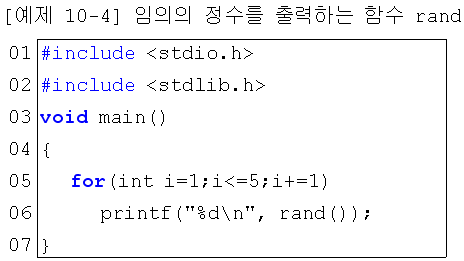 [예제 10-4] 임의의 정수를 출력하는 함수 rand
01 #include <stdio.h>
02 #include <stdlib.h>
03 void main()
04 {
05 for(int i=1;i<=5;i+=1)
06 printf("%d\n", rand());
07 }